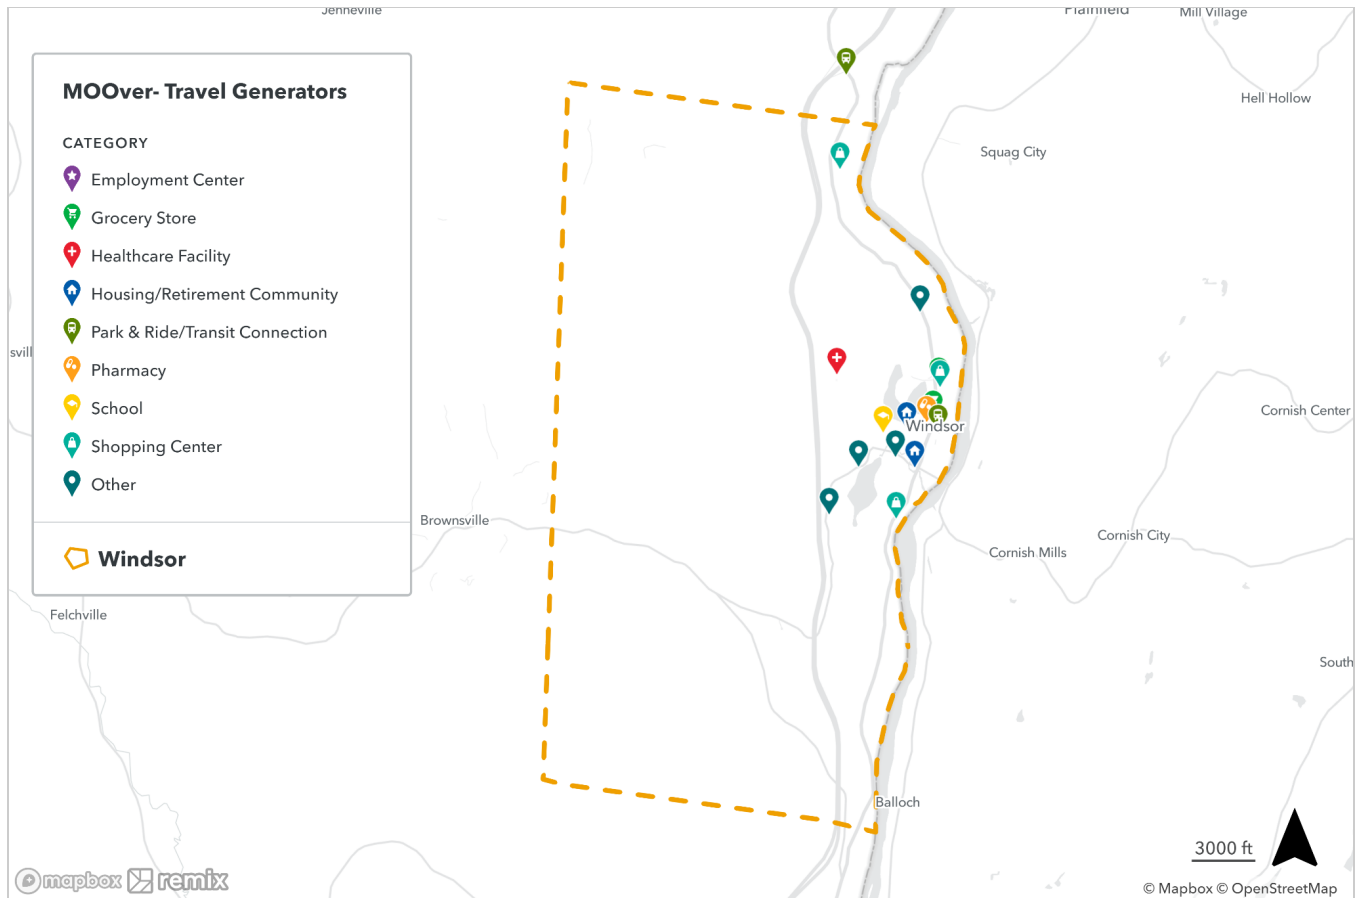 Jenneville
Plainfield
Mill Village
MOOver- Travel Generators
CATEGORY
Employment Center
Grocery Store
Healthcare Facility
Housing/Retirement Community
Park & Ride/Transit Connection
Pharmacy
School
Shopping Center
Other
Windsor
Hell Hollow
Squag City
svill
Cornish Center
Windsor
Brownsville
Cornish City
Cornish Mills
Felchville
South
Balloch
3000 ft
mapbox
remix
© Mapbox © OpenStreetMap